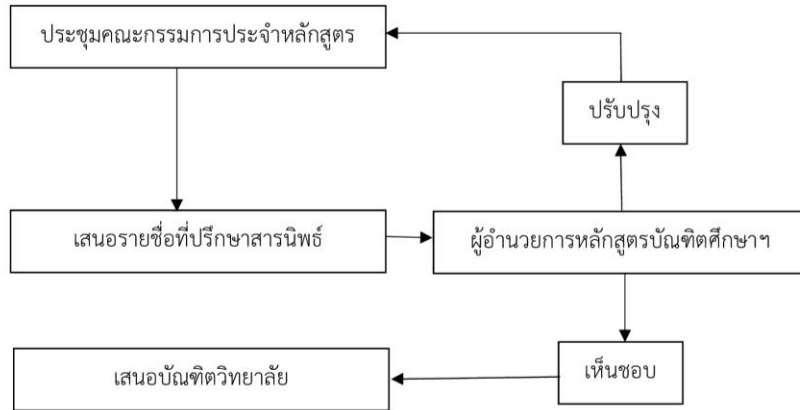 ประชุมคณะกรรมการประจำหลักสูตร
ปรับปรุง
เสนอรายชื่อที่ปรึกษาสารนิพธ์
ผู้อำนวยการหลักสูตรบัณฑิตศึกษาฯ
เห็นชอบ
เสนอบัณฑิตวิทยาลัย